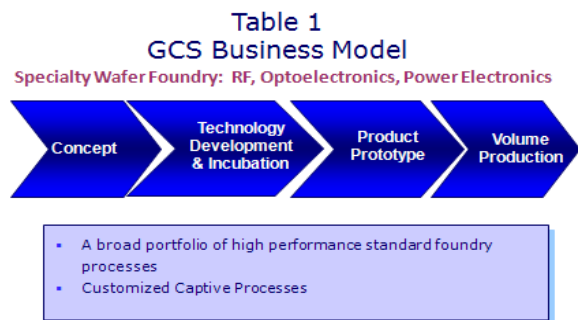 Table 1
GCS Business Model
Specialty Wafer Foundry: RF, Optoelectronics, Power Electronics
Concept
Technology
Development
& Incubation
Product
Prototype
Volume
Production
▪ A broad portfolio of high performance standard foundry
processes
▪ Customized Captive Processes